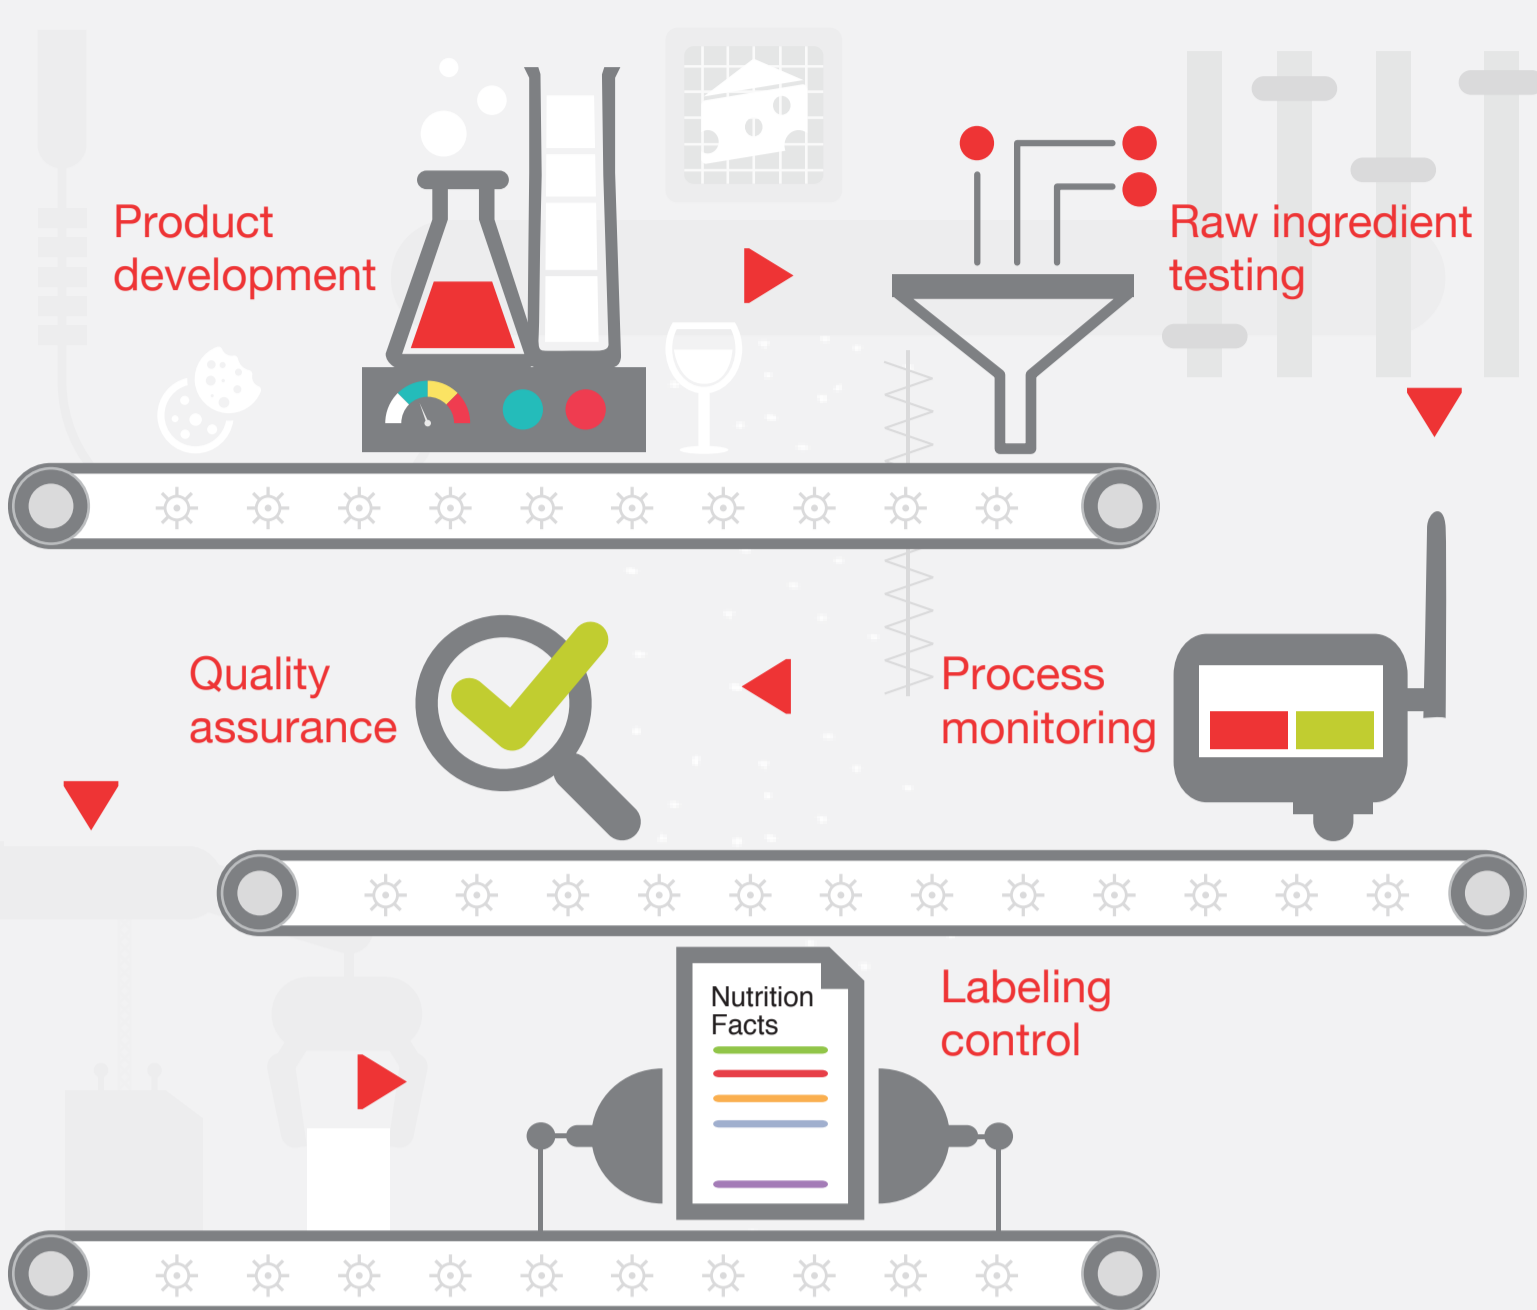 Product
development
Raw ingredient
testing
Process
monitoring
Quality
assurance
Nutrition
Facts
Labeling
control